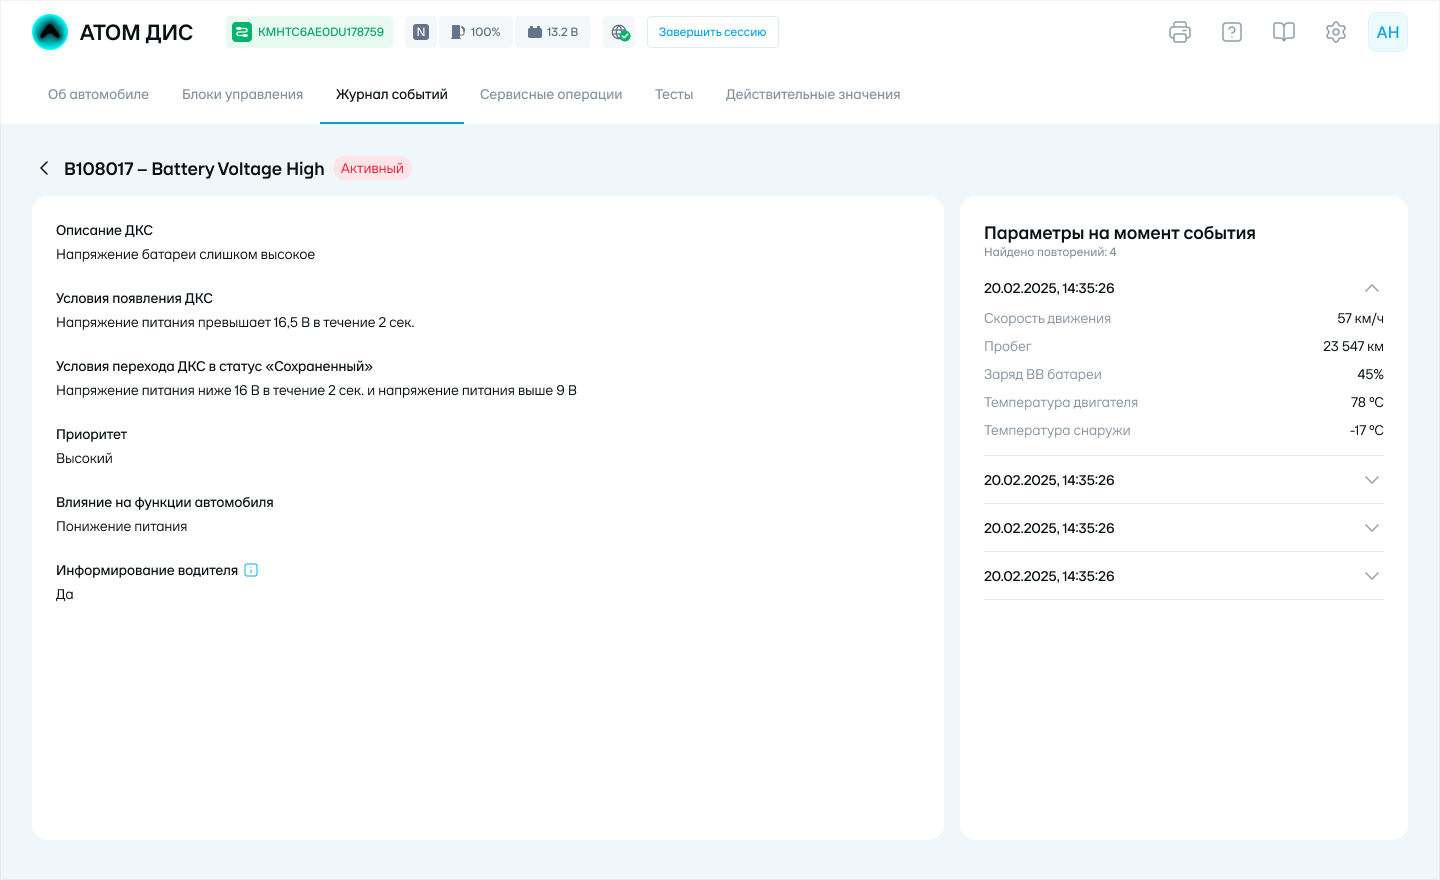 АТОМ ДИС
KMHTC6AE0DU178759
N
100%
13.2 В
Завершить сессию
АН
Об автомобиле
Блоки управления
Журнал событий
Сервисные операции
Тесты
Действительные значения
B108017 – Battery Voltage High
Активный
Описание ДКС
Напряжение батареи слишком высокое
Условия появления ДКС
Напряжение питания превышает 16,5 В в течение 2 сек.
Условия перехода ДКС в статус «Сохраненный»
Напряжение питания ниже 16 В в течение 2 сек. и напряжение питания выше 9 В
Приоритет
Высокий
Влияние на функции автомобиля
Понижение питания
Информирование водителя
Да
Параметры на момент события
Найдено повторений: 4
20.02.2025, 14:35:26
Скорость движения 57 км/ч
Пробег 23 547 км
Заряд ВВ батареи 45%
Температура двигателя 78 °C
Температура снаружи -17 °C
20.02.2025, 14:35:26
20.02.2025, 14:35:26
20.02.2025, 14:35:26